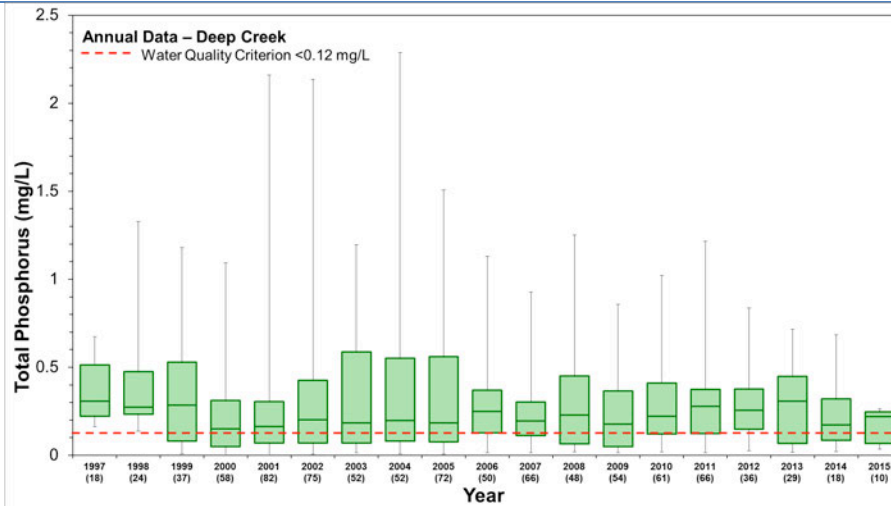 2.5
Annual Data – Deep Creek
Water Quality Criterion <0.12 mg/L
2
1.5
1
0.5
0
Total Phosphorus (mg/L)
1997 1998 1999 2000 2001 2002 2003 2004 2005 2006 2007 2008 2009 2010 2011 2012 2013 2014 2015
(18) (24) (37) (58) (82) (75) (52) (52) (72) (50) (66) (48) (54) (61) (66) (36) (29) (18) (10)
Year